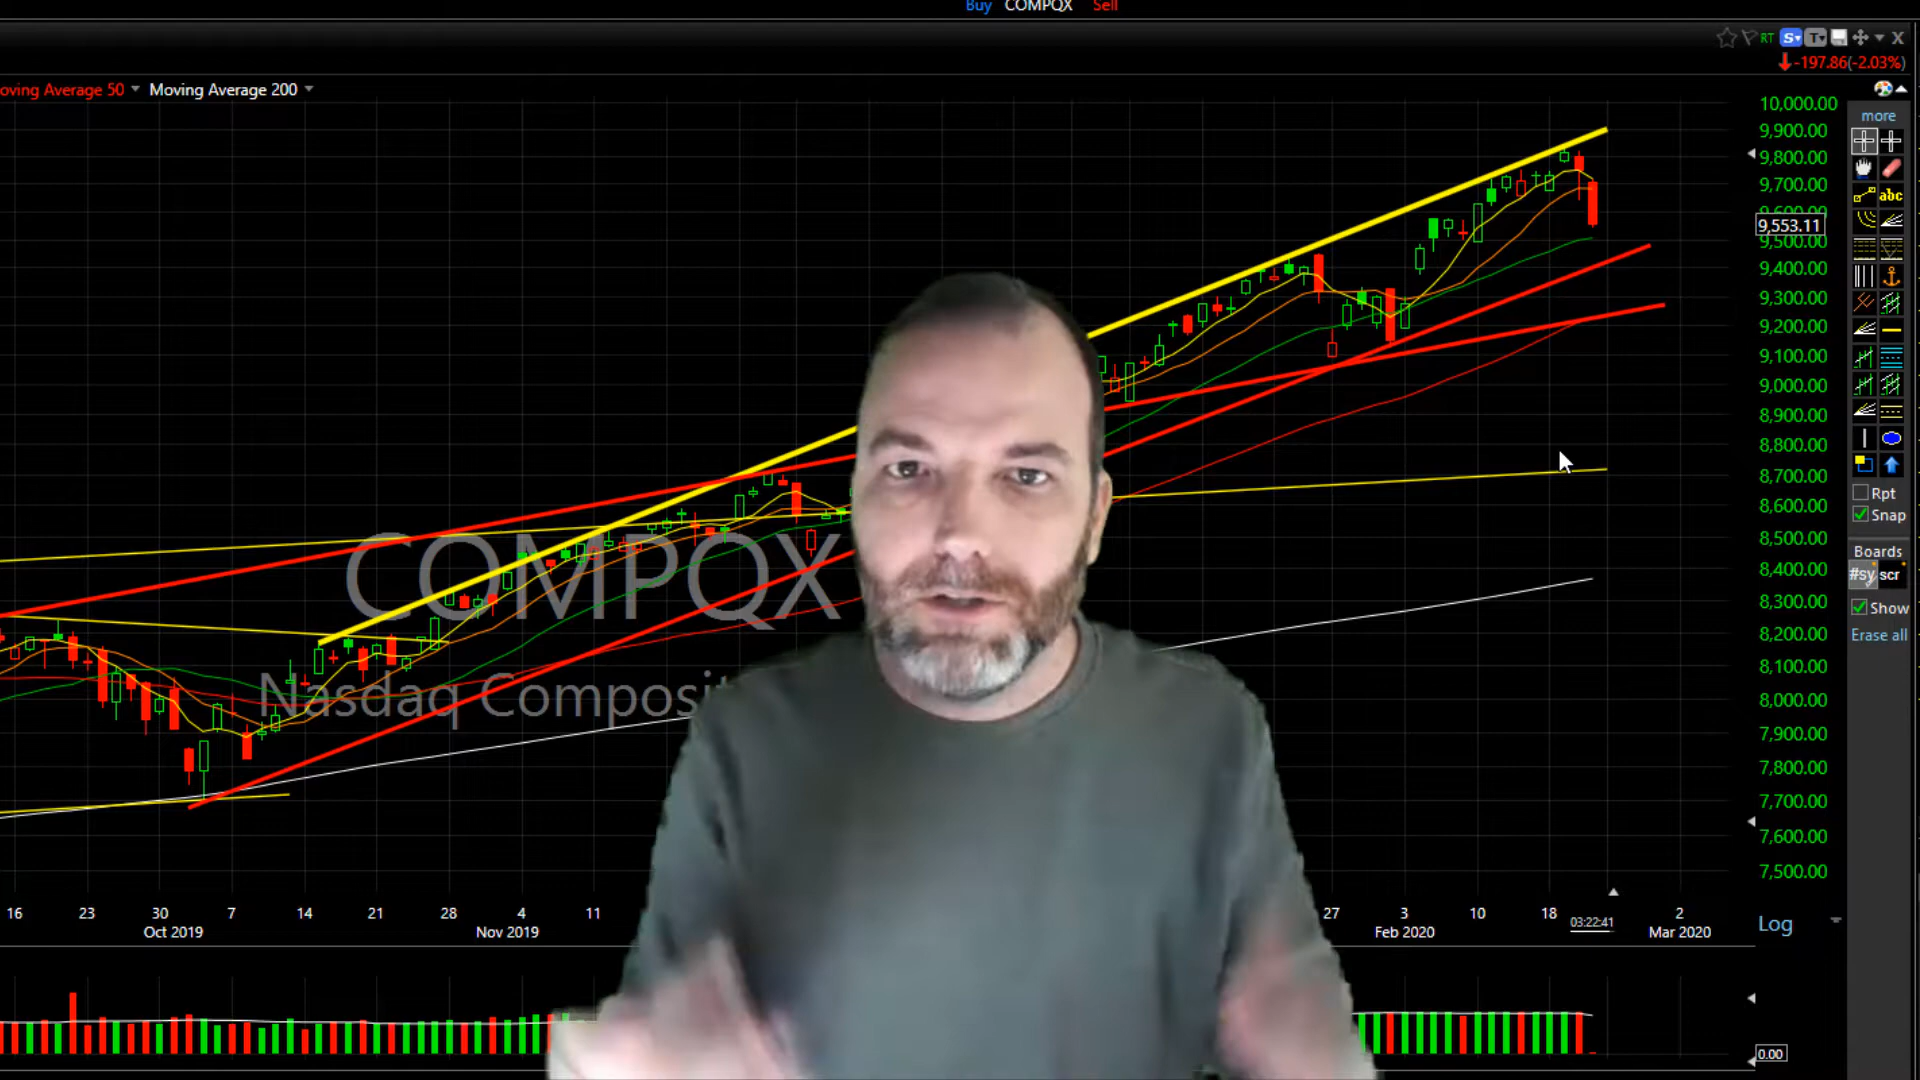 Buy COMPQX Sell
RT S T X
-197.86(-2.03%)
oving Average 50 Moving Average 200
10,000.00
more
9,900.00
9,800.00
9,700.00
abc
9,600.00
9,553.11
9,500.00
9,400.00
9,300.00
9,200.00
9,100.00
9,000.00
8,900.00
8,800.00
8,700.00
8,600.00
8,500.00
8,400.00
8,300.00
8,200.00
8,100.00
8,000.00
7,900.00
7,800.00
7,700.00
7,600.00
7,500.00
Rpt
Snap
Boards
#sy scr
Show
Erase all
COMPQX
Nasdaq Composit
16 23 30 7 14 21 28 4 11 27 3 10 18 03:22:41 2
Oct 2019 Nov 2019 Feb 2020 Mar 2020
Log
0.00